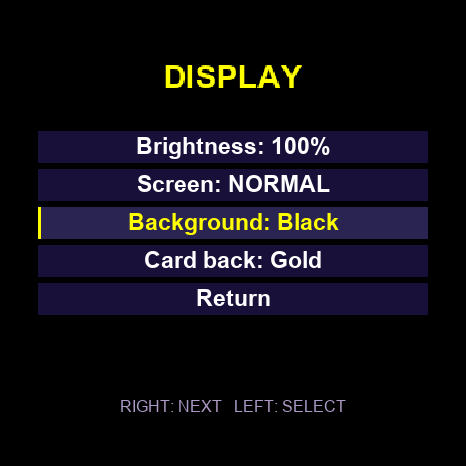 DISPLAY
Brightness: 100%
Screen: NORMAL
Background: Black
Card back: Gold
Return
RIGHT: NEXT LEFT: SELECT